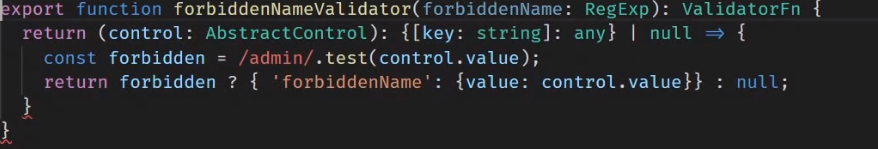 export function forbiddenNameValidator(forbiddenName: RegExp): ValidatorFn {
  return (control: AbstractControl): {[key: string]: any} | null => {
    const forbidden = /admin/.test(control.value);
    return forbidden ? { 'forbiddenName': {value: control.value}} : null;
  }
}